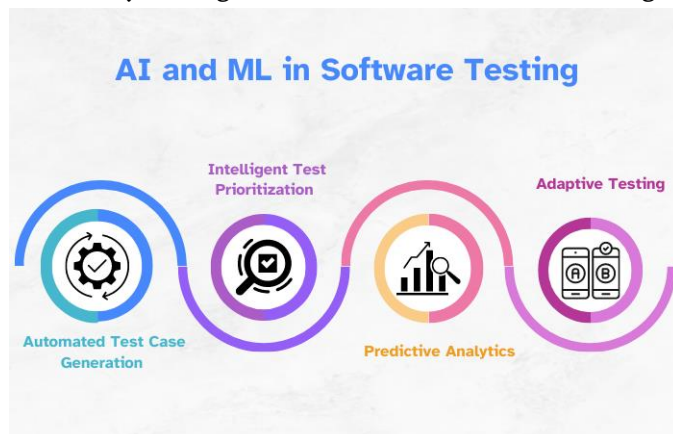 AI and ML in Software Testing
Intelligent Test
Prioritization
Adaptive Testing
A
B
Automated Test Case
Generation
Predictive Analytics